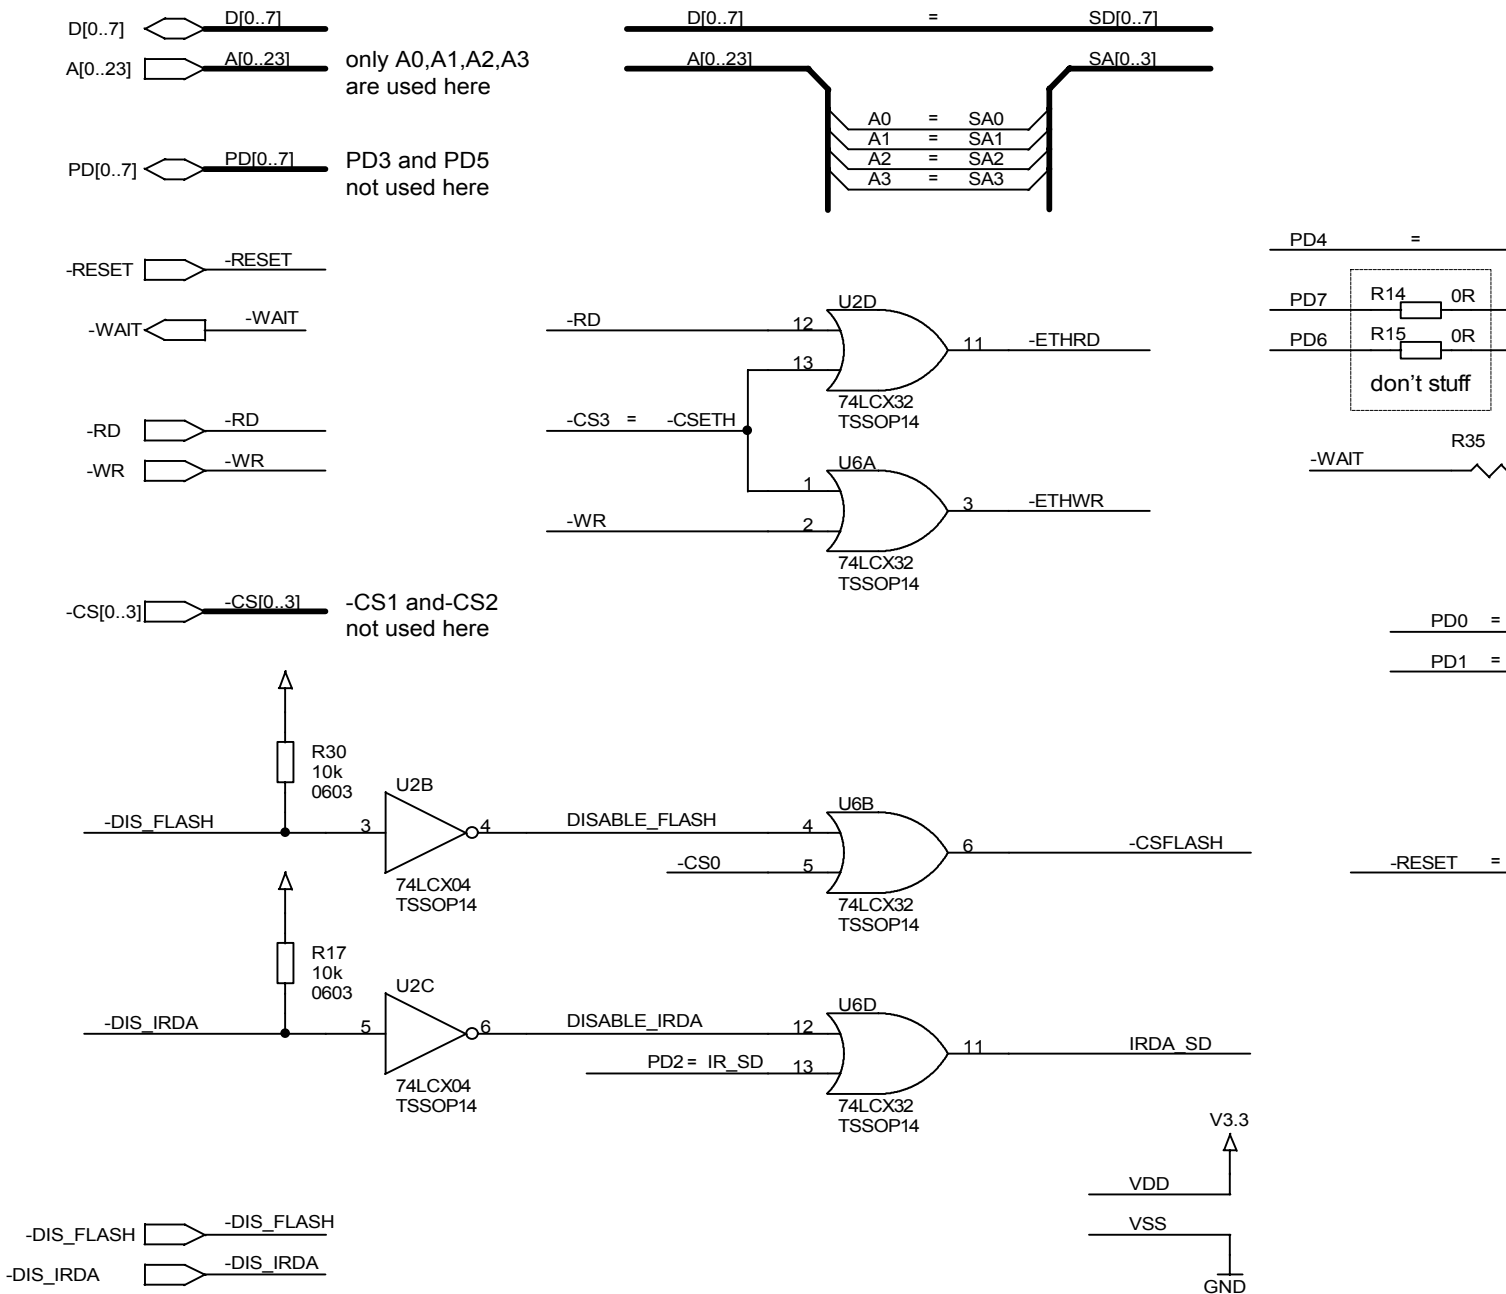 D[0..7] D[0..7]
A[0..23] A[0..23]
only A0,A1,A2,A3
are used here
PD[0..7] PD[0..7]
PD3 and PD5
not used here
-RESET -RESET
-WAIT -WAIT
-RD -RD
-WR -WR
-CS[0..3] -CS[0..3]
-CS1 and-CS2
not used here
D[0..7] = SD[0..7]
A[0..23] SA[0..3]
A0 = SA0
A1 = SA1
A2 = SA2
A3 = SA3
U2D
-RD 12
13
11 -ETHRD
74LCX32
TSSOP14
-CS3 = -CSETH
U6A
1
-WR 2
3 -ETHWR
74LCX32
TSSOP14
PD4 =
PD7 R14 0R
PD6 R15 0R
don't stuff
R35
-WAIT
PD0 =
PD1 =
-RESET =
R30
10k
0603
U2B
-DIS_FLASH 3 4 DISABLE_FLASH 4
74LCX04
TSSOP14
U6B
-CS0 5
6 -CSFLASH
74LCX32
TSSOP14
R17
10k
0603
U2C
-DIS_IRDA 5 6 DISABLE_IRDA 12
74LCX04
TSSOP14
U6D
PD2 = IR_SD 13
11 IRDA_SD
74LCX32
TSSOP14
V3.3
VDD
VSS
GND
-DIS_FLASH -DIS_FLASH
-DIS_IRDA -DIS_IRDA